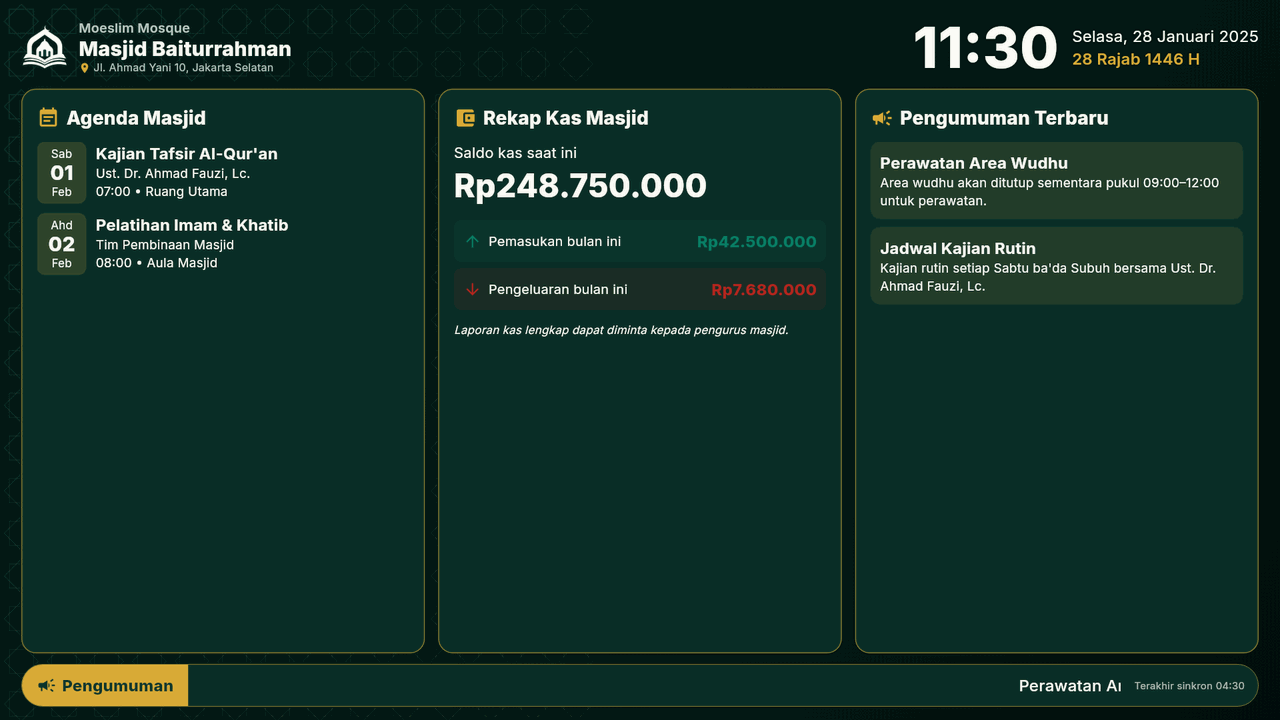 Moeslim Mosque
Masjid Baiturrahman
Jl. Ahmad Yani 10, Jakarta Selatan
11:30
Selasa, 28 Januari 2025
28 Rajab 1446 H
Agenda Masjid
Sab
01
Feb
Kajian Tafsir Al-Qur'an
Ust. Dr. Ahmad Fauzi, Lc.
07:00 • Ruang Utama
Ahd
02
Feb
Pelatihan Imam & Khatib
Tim Pembinaan Masjid
08:00 • Aula Masjid
Rekap Kas Masjid
Saldo kas saat ini
Rp248.750.000
Pemasukan bulan ini Rp42.500.000
Pengeluaran bulan ini Rp7.680.000
Laporan kas lengkap dapat diminta kepada pengurus masjid.
Pengumuman Terbaru
Perawatan Area Wudhu
Area wudhu akan ditutup sementara pukul 09:00–12:00
untuk perawatan.
Jadwal Kajian Rutin
Kajian rutin setiap Sabtu ba'da Subuh bersama Ust. Dr.
Ahmad Fauzi, Lc.
Pengumuman
Perawatan
Terakhir sinkron 04:30